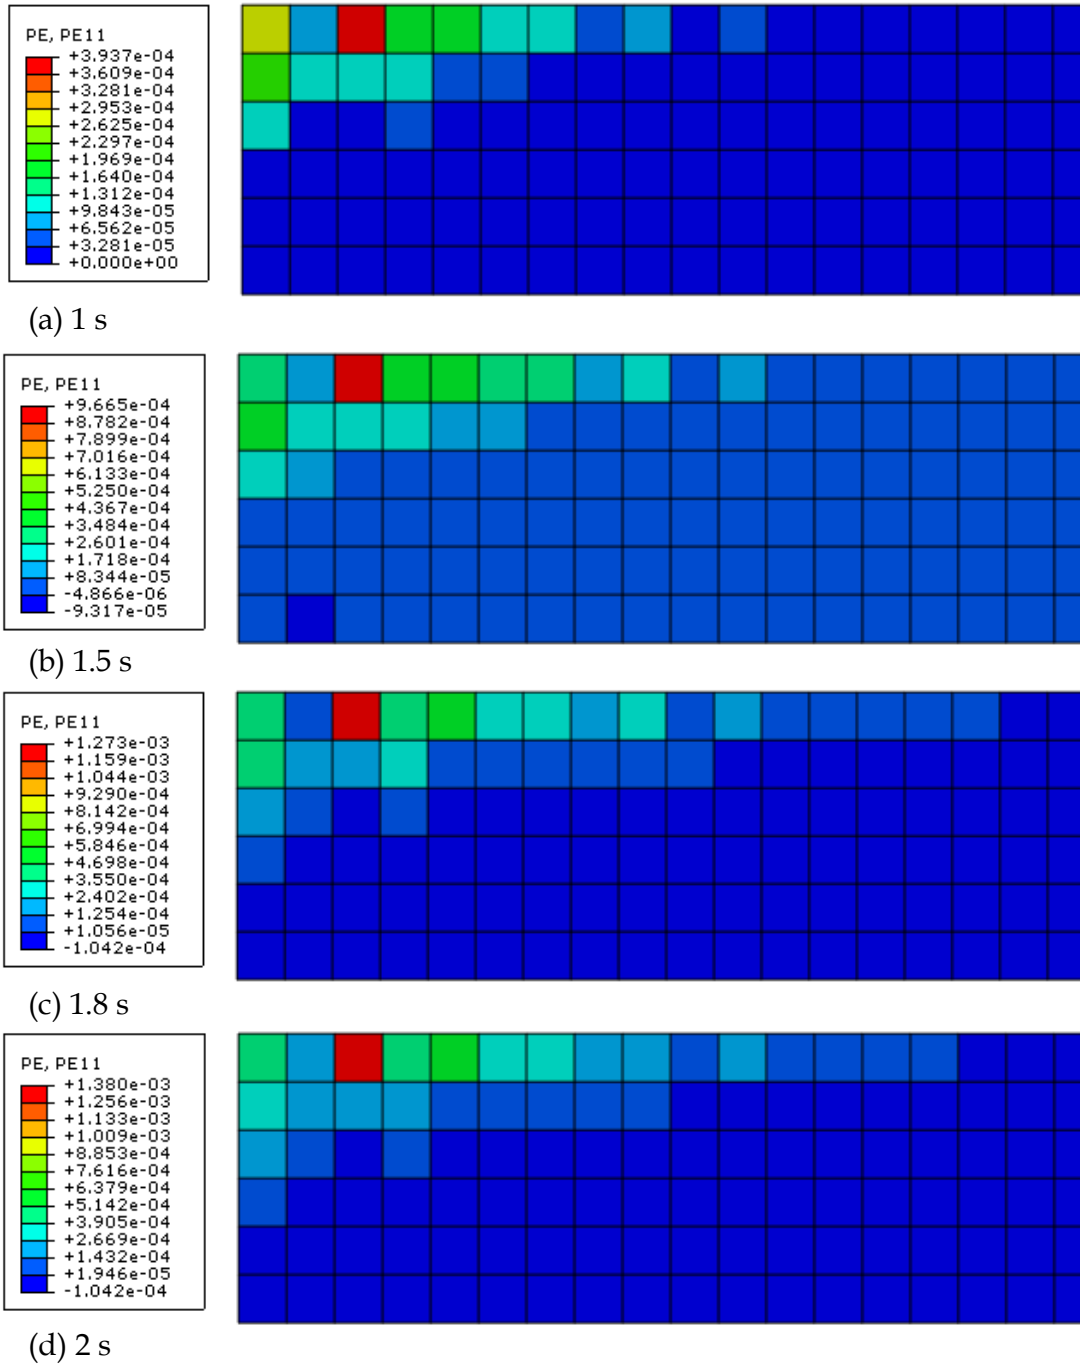 PE, PE11
+3.937e-04
+3.609e-04
+3.281e-04
+2.953e-04
+2.625e-04
+2.297e-04
+1.969e-04
+1.640e-04
+1.312e-04
+9.843e-05
+6.562e-05
+3.281e-05
+0.000e+00
(a) 1 s
PE, PE11
+9.665e-04
+8.782e-04
+7.899e-04
+7.016e-04
+6.133e-04
+5.250e-04
+4.367e-04
+3.484e-04
+2.601e-04
+1.718e-04
+8.344e-05
-4.866e-06
-9.317e-05
(b) 1.5 s
PE, PE11
+1.273e-03
+1.159e-03
+1.044e-03
+9.290e-04
+8.142e-04
+6.994e-04
+5.846e-04
+4.698e-04
+3.550e-04
+2.402e-04
+1.254e-04
+1.056e-05
-1.042e-04
(c) 1.8 s
PE, PE11
+1.380e-03
+1.256e-03
+1.133e-03
+1.009e-03
+8.853e-04
+7.616e-04
+6.379e-04
+5.142e-04
+3.905e-04
+2.669e-04
+1.432e-04
+1.946e-05
-1.042e-04
(d) 2 s